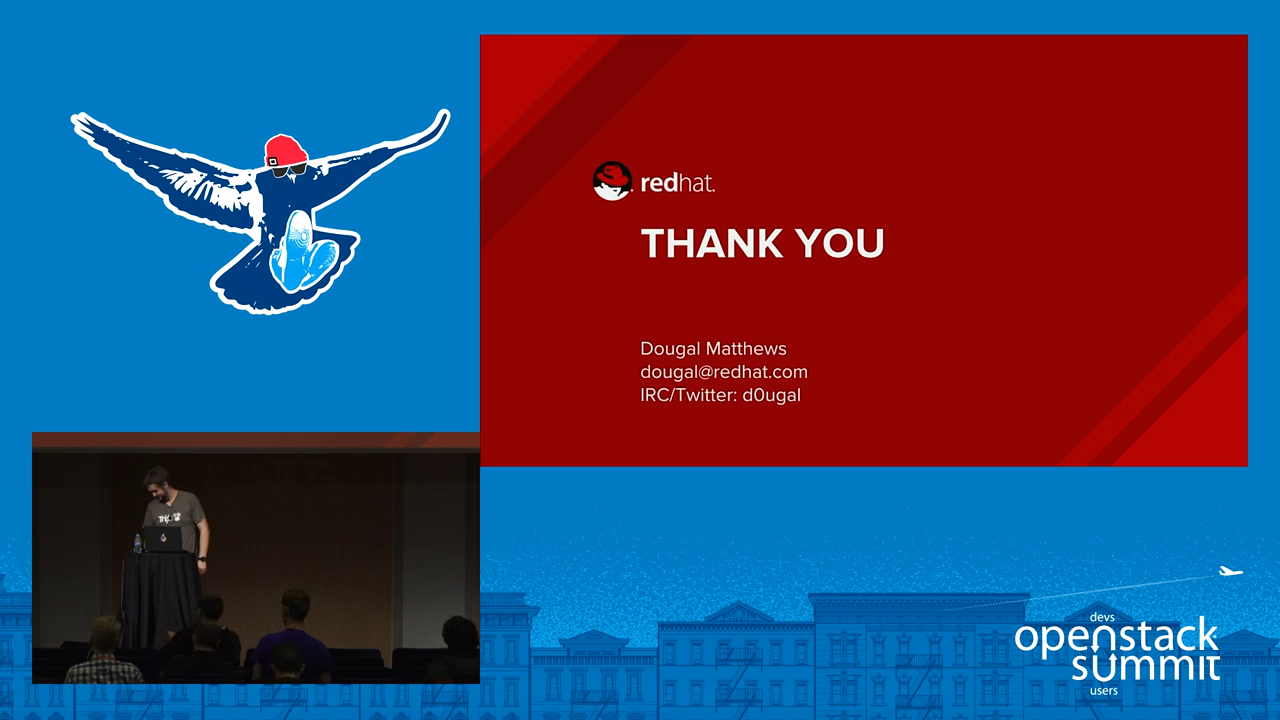 redhat.
THANK YOU
Dougal Matthews
dougal@redhat.com
IRC/Twitter: d0ugal
devs
openstack
summit
users